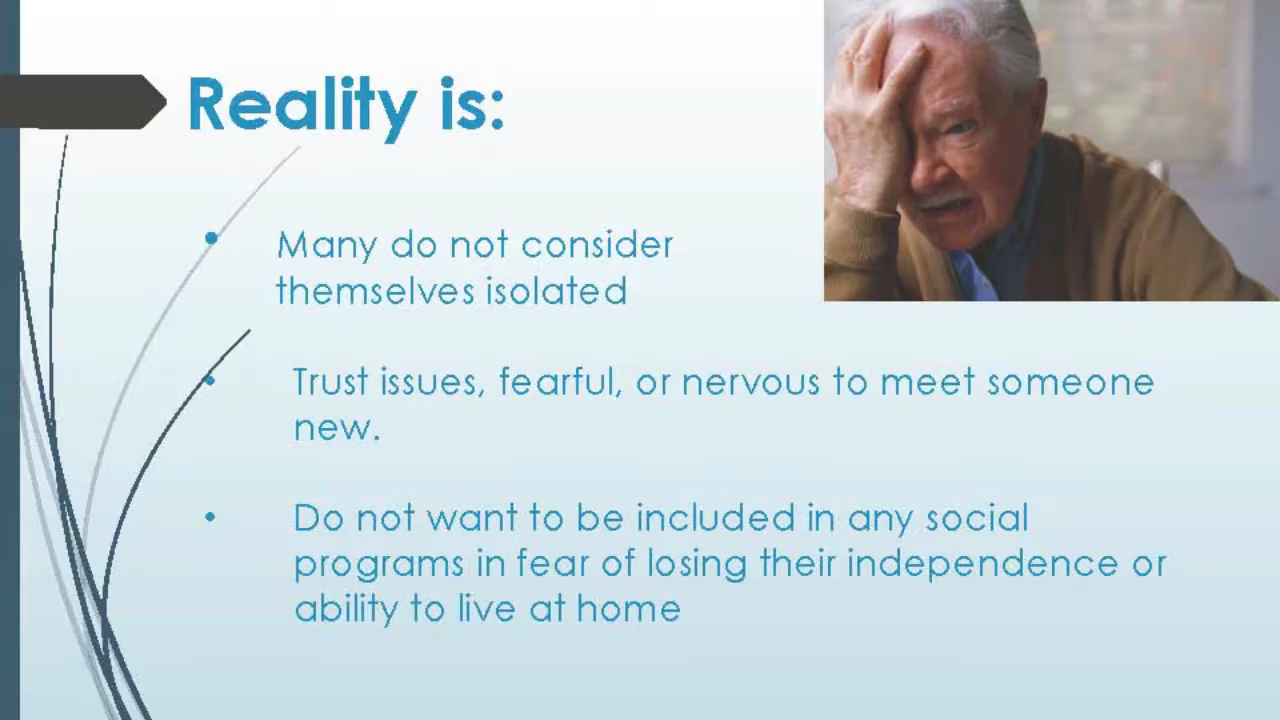 Reality is:
• Many do not consider
themselves isolated
• Trust issues, fearful, or nervous to meet someone
new.
• Do not want to be included in any social
programs in fear of losing their independence or
ability to live at home